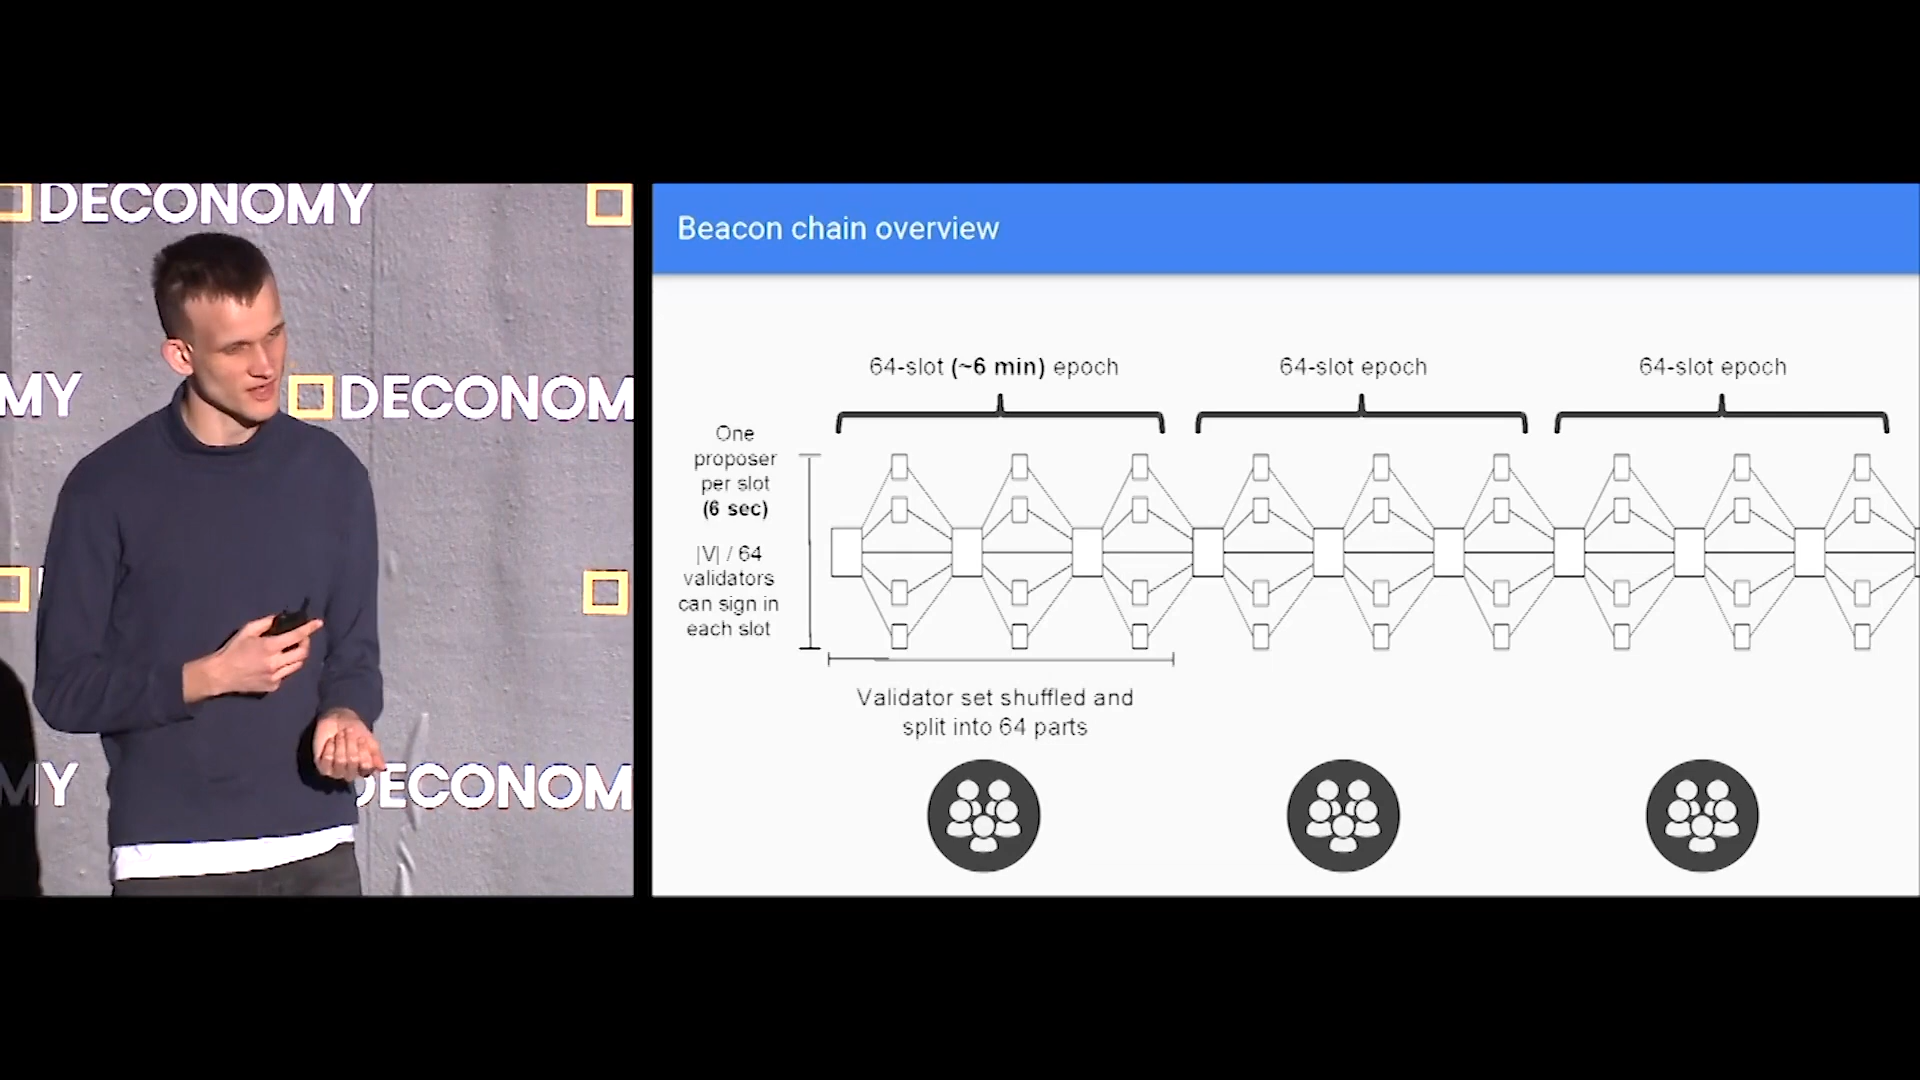 DECONOMY
MY
DECONOM
MY
DECONOM
Beacon chain overview
64-slot (~6 min) epoch
64-slot epoch
64-slot epoch
One
proposer
per slot
(6 sec)
|V| / 64
validators
can sign in
each slot
Validator set shuffled and
split into 64 parts